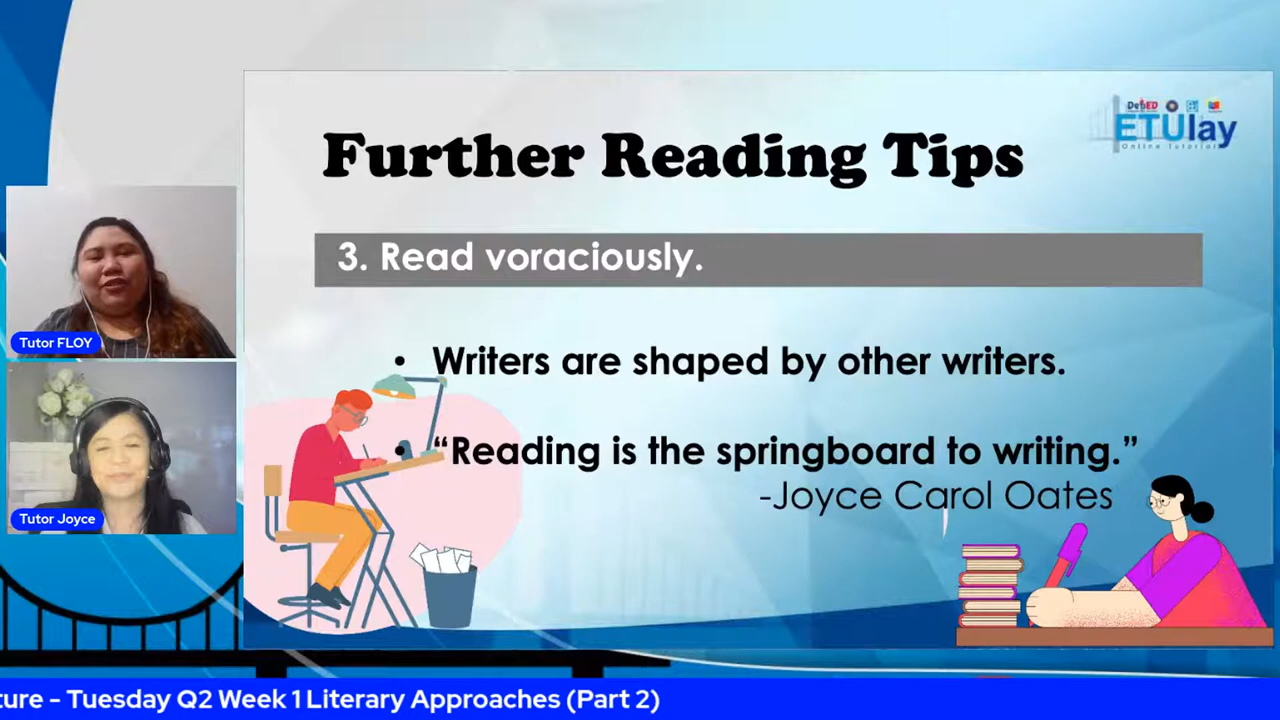 DepED
ETUlay
Online Tutorial
Further Reading Tips
3. Read voraciously.
• Writers are shaped by other writers.
• “Reading is the springboard to writing.”
-Joyce Carol Oates
Tutor FLOY
Tutor Joyce
ture - Tuesday Q2 Week 1 Literary Approaches (Part 2)